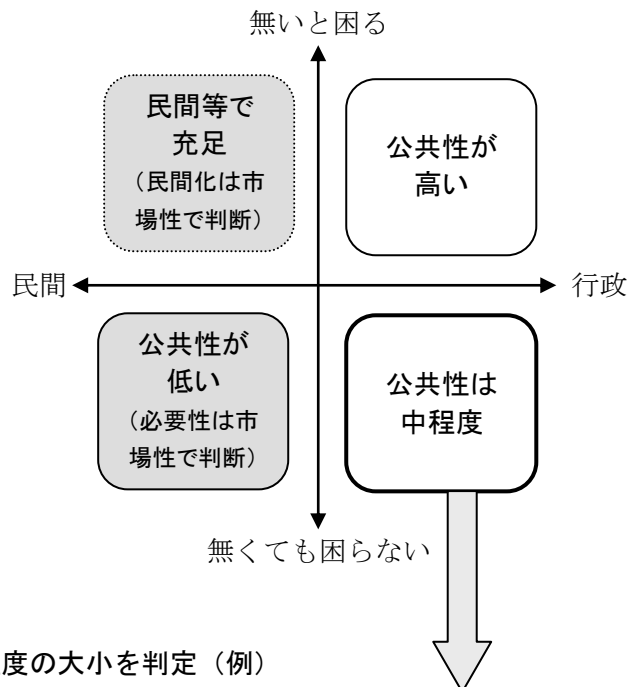 無いと困る
民間等で
充足
（民間化は市
場性で判断）
公共性が
高い
民間
行政
公共性が
低い
（必要性は市
場性で判断）
公共性は
中程度
無くても困らない
度の大小を判定（例）